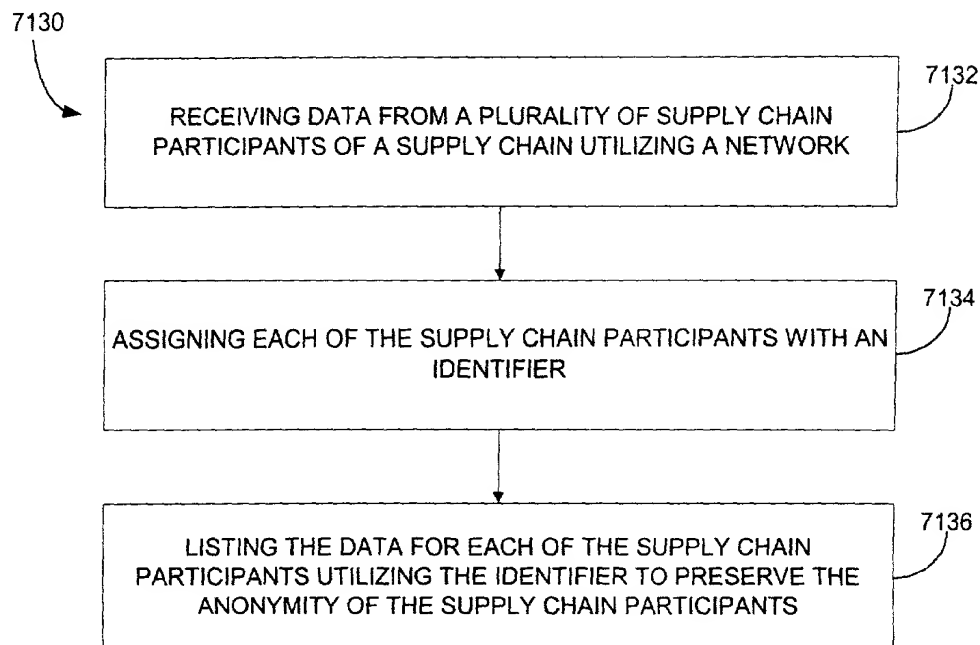 7130
7132
RECEIVING DATA FROM A PLURALITY OF SUPPLY CHAIN
PARTICIPANTS OF A SUPPLY CHAIN UTILIZING A NETWORK
7134
ASSIGNING EACH OF THE SUPPLY CHAIN PARTICIPANTS WITH AN
IDENTIFIER
7136
LISTING THE DATA FOR EACH OF THE SUPPLY CHAIN
PARTICIPANTS UTILIZING THE IDENTIFIER TO PRESERVE THE
ANONYMITY OF THE SUPPLY CHAIN PARTICIPANTS